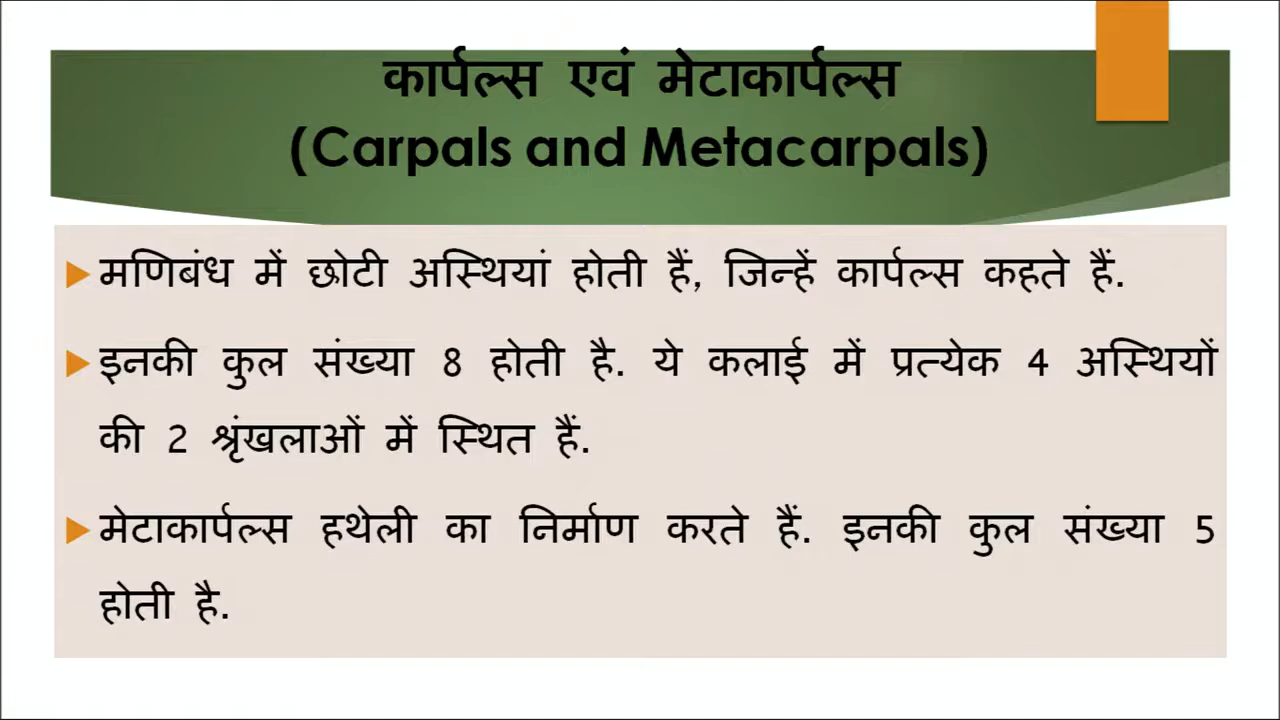 कार्पल्स एवं मेटाकार्पल्स
(Carpals and Metacarpals)
मणिबंध में छोटी अस्थियां होती हैं, जिन्हें कार्पल्स कहते हैं.
इनकी कुल संख्या 8 होती है. ये कलाई में प्रत्येक 4 अस्थियों
की 2 श्रृंखलाओं में स्थित हैं.
मेटाकार्पल्स हथेली का निर्माण करते हैं. इनकी कुल संख्या 5
होती है.